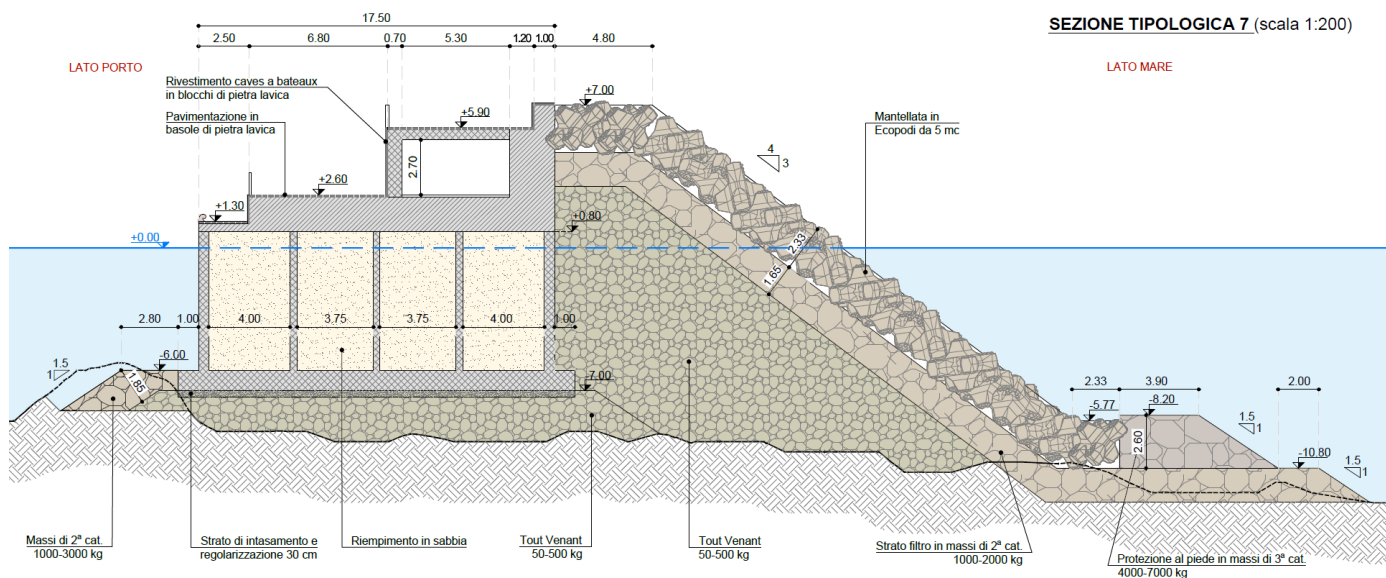 SEZIONE TIPOLOGICA 7 (scala 1:200)
17.50
2.50 6.80 0.70 5.30 1.20 1.00 4.80
LATO PORTO
LATO MARE
Rivestimento caves a bateaux
in blocchi di pietra lavica
Pavimentazione in
basole di pietra lavica
+7.00
+5.90
Mantellata in
Ecopodi da 5 mc
4
3
2.70
+2.60
+1.30
+0.80
+0.00
2.33
1.65
2.80 1.00 4.00 3.75 3.75 4.00 1.00
-6.00
1.5
1
1.85
-7.00
2.33 3.90 2.00
-5.77
-8.20
1.5
1
2.60
-10.80
1.5
1
Massi di 2ª cat.
1000-3000 kg
Strato di intasamento e
regolarizzazione 30 cm
Riempimento in sabbia
Tout Venant
50-500 kg
Tout Venant
50-500 kg
Strato filtro in massi di 2ª cat.
1000-2000 kg
Protezione al piede in massi di 3ª cat.
4000-7000 kg